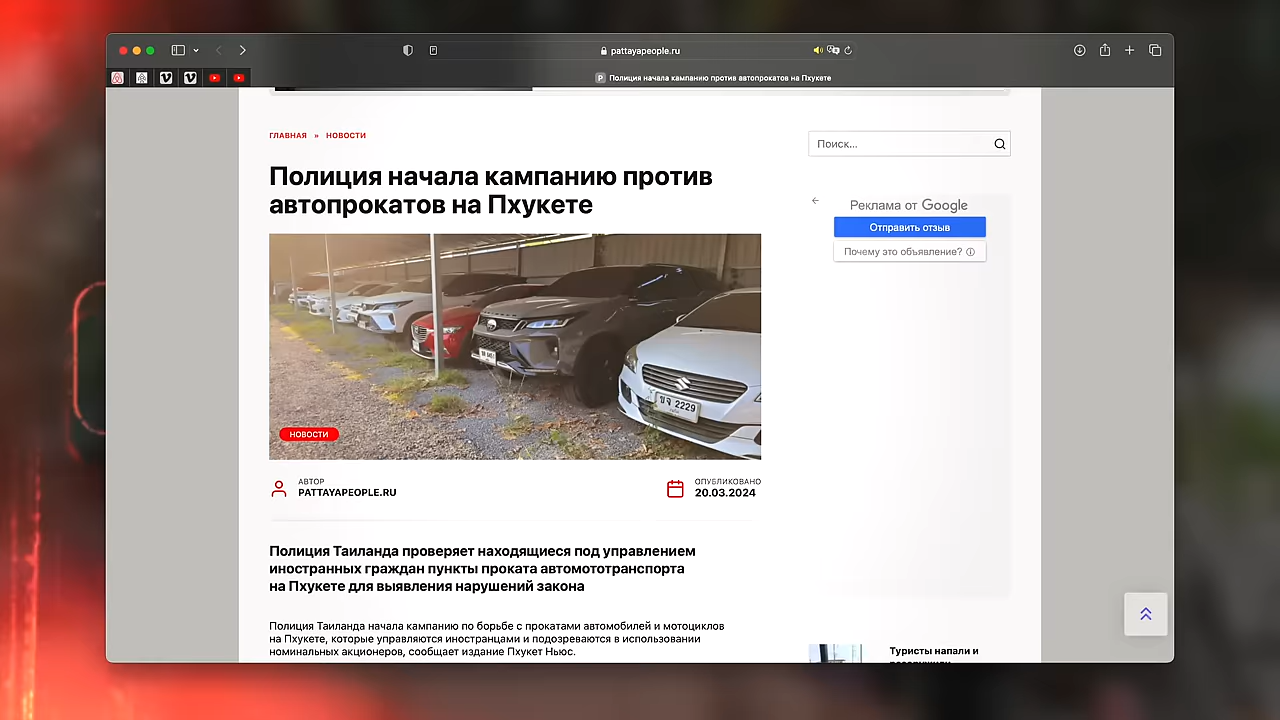 pattayapeople.ru
Полиция начала кампанию против автопрокатов на Пхукете
ГЛАВНАЯ » НОВОСТИ
Полиция начала кампанию против
автопрокатов на Пхукете
2229
НОВОСТИ
АВТОР
PATTAYAPEOPLE.RU
ОПУБЛИКОВАНО
20.03.2024
Полиция Таиланда проверяет находящиеся под управлением
иностранных граждан пункты проката автомототранспорта
на Пхукете для выявления нарушений закона
Полиция Таиланда начала кампанию по борьбе с прокатами автомобилей и мотоциклов
на Пхукете, которые управляются иностранцами и подозреваются в использовании
номинальных акционеров, сообщает издание Пхукет Ньюс.
Поиск...
Реклама от Google
Отправить отзыв
Почему это объявление?
Туристы напали и